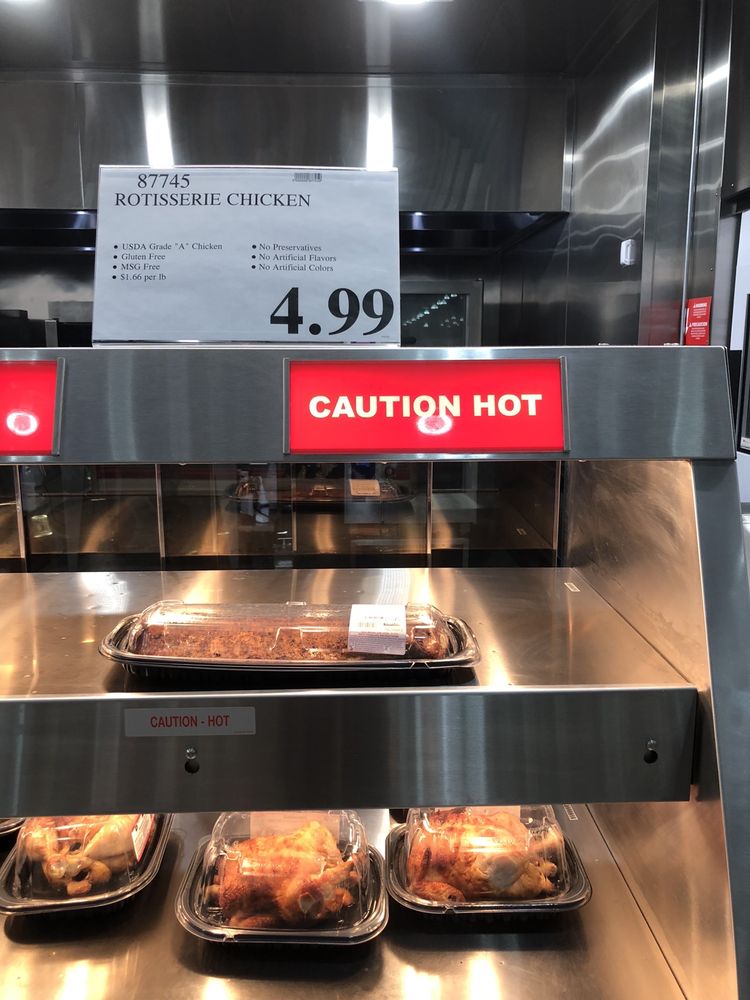 87745
ROTISSERIE CHICKEN
• USDA Grade "A" Chicken
• Gluten Free
• MSG Free
• $1.66 per lb
• No Preservatives
• No Artificial Flavors
• No Artificial Colors
4.99
CAUTION HOT
CAUTION - HOT